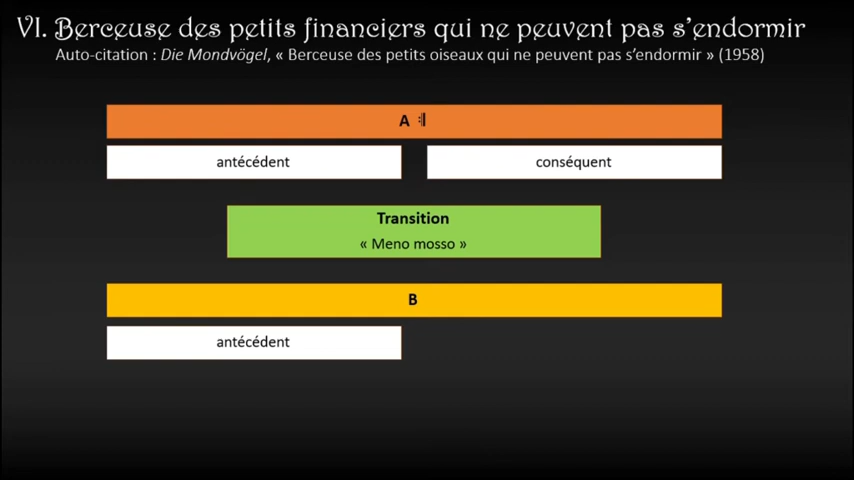 VI. Berceuse des petits financiers qui ne peuvent pas s’endormir
Auto-citation : Die Mondvögel, « Berceuse des petits oiseaux qui ne peuvent pas s’endormir » (1958)
A :|
antécédent conséquent
Transition
« Meno mosso »
B
antécédent